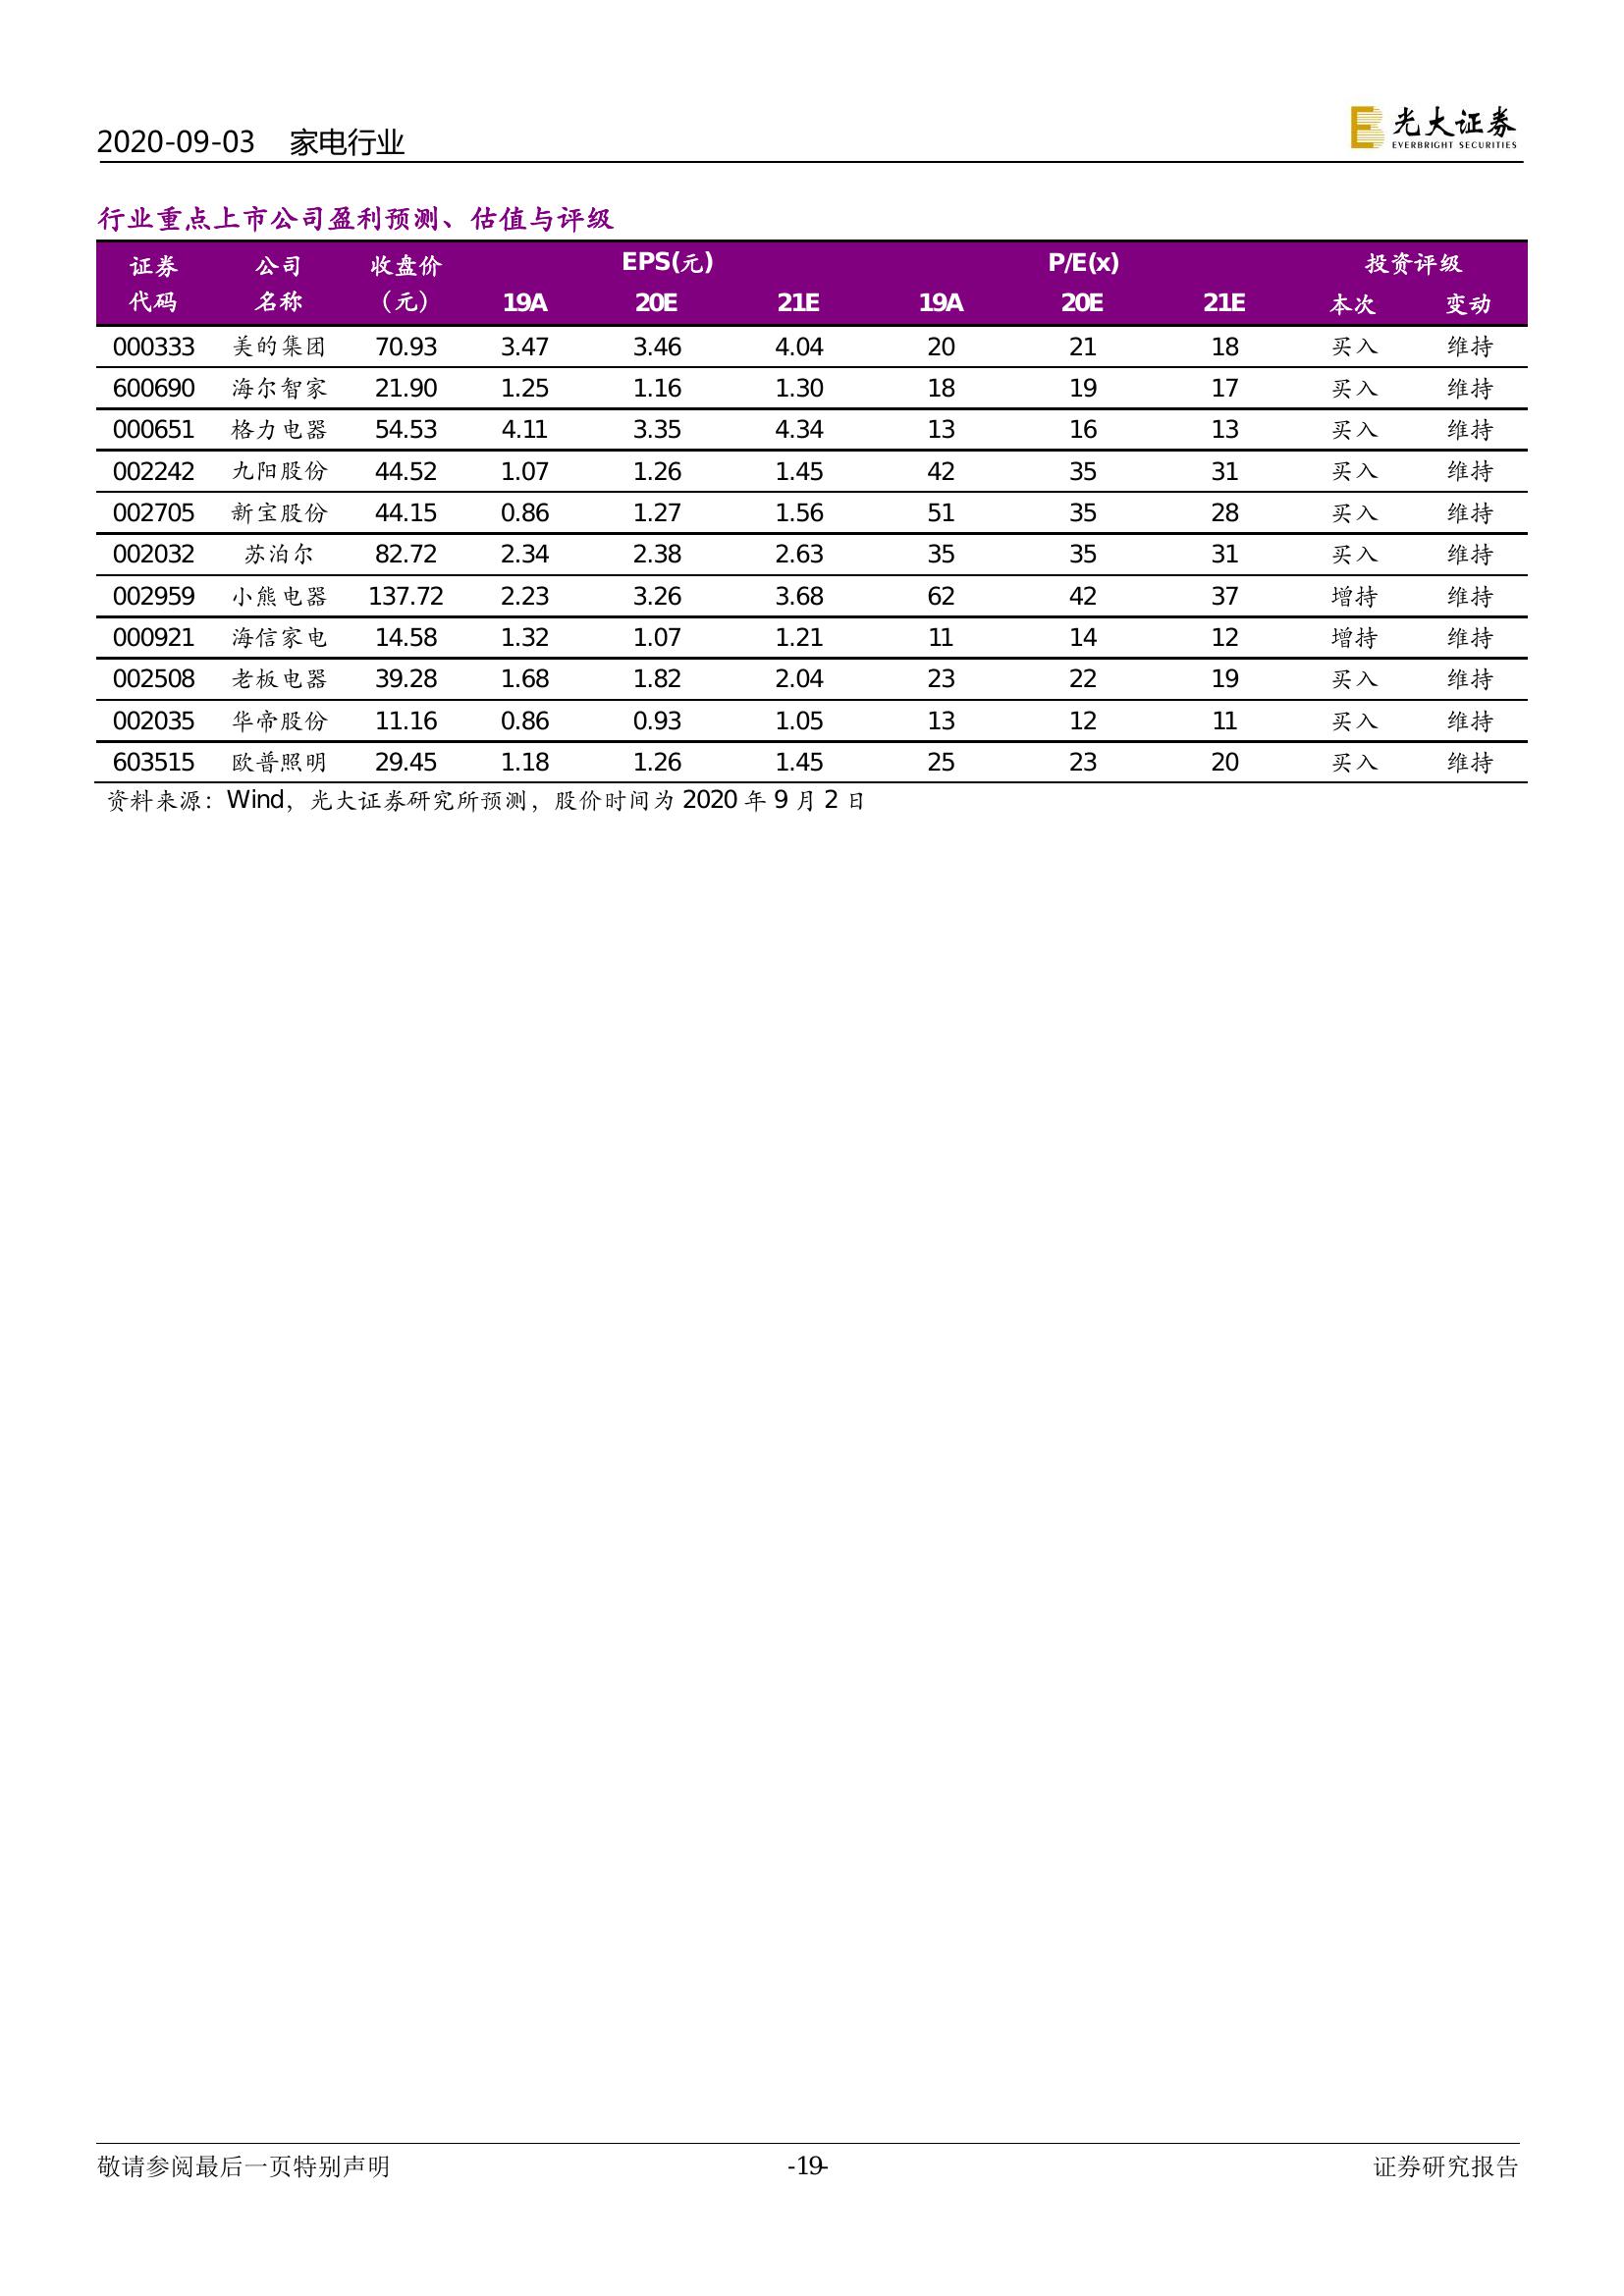 2020-09-03 家电行业
光大证券
EVERBRIGHT SECURITIES
行业重点上市公司盈利预测、估值与评级
证券 公司 收盘价 EPS(元) P/E(x) 投资评级
代码 名称 （元） 19A 20E 21E 19A 20E 21E 本次 变动
000333 美的集团 70.93 3.47 3.46 4.04 20 21 18 买入 维持
600690 海尔智家 21.90 1.25 1.16 1.30 18 19 17 买入 维持
000651 格力电器 54.53 4.11 3.35 4.34 13 16 13 买入 维持
002242 九阳股份 44.52 1.07 1.26 1.45 42 35 31 买入 维持
002705 新宝股份 44.15 0.86 1.27 1.56 51 35 28 买入 维持
002032 苏泊尔 82.72 2.34 2.38 2.63 35 35 31 买入 维持
002959 小熊电器 137.72 2.23 3.26 3.68 62 42 37 增持 维持
000921 海信家电 14.58 1.32 1.07 1.21 11 14 12 增持 维持
002508 老板电器 39.28 1.68 1.82 2.04 23 22 19 买入 维持
002035 华帝股份 11.16 0.86 0.93 1.05 13 12 11 买入 维持
603515 欧普照明 29.45 1.18 1.26 1.45 25 23 20 买入 维持
资料来源：Wind，光大证券研究所预测，股价时间为 2020 年 9 月 2 日
敬请参阅最后一页特别声明 -19- 证券研究报告